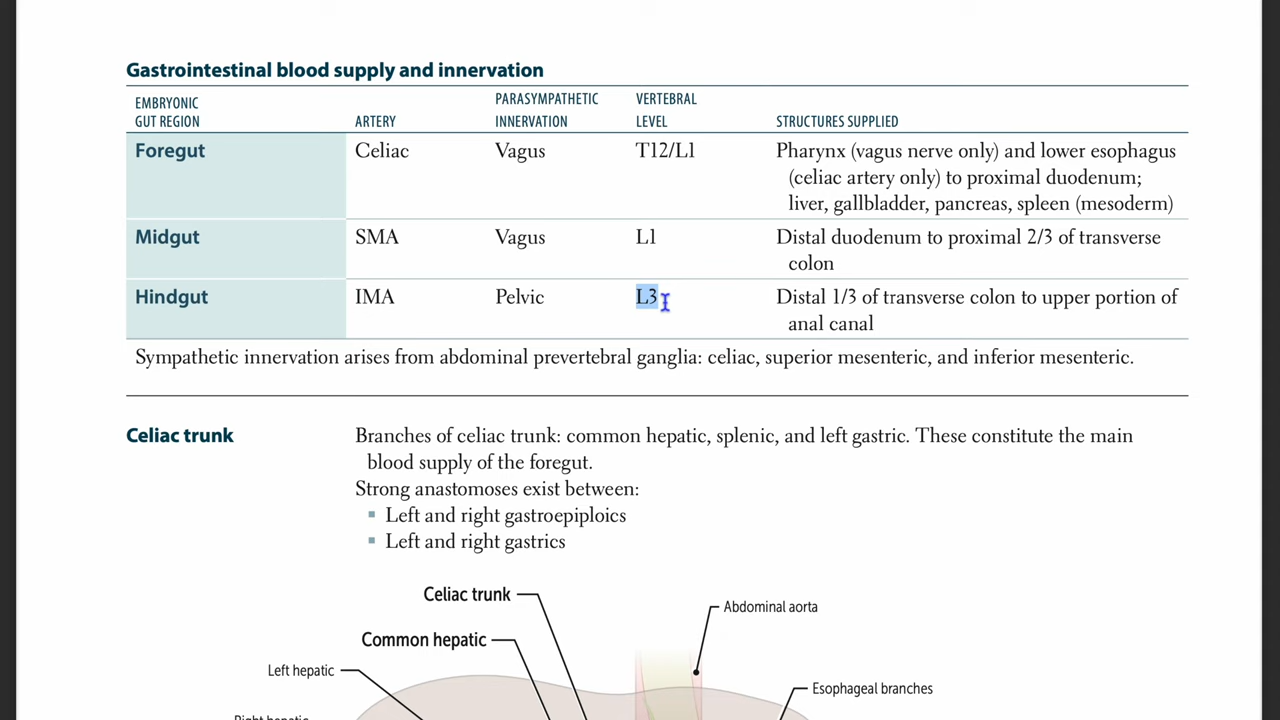 Gastrointestinal blood supply and innervation
EMBRYONIC
GUT REGION
ARTERY
PARASYMPATHETIC
INNERVATION
VERTEBRAL
LEVEL
STRUCTURES SUPPLIED
Foregut
Celiac
Vagus
T12/L1
Pharynx (vagus nerve only) and lower esophagus
(celiac artery only) to proximal duodenum;
liver, gallbladder, pancreas, spleen (mesoderm)
Midgut
SMA
Vagus
L1
Distal duodenum to proximal 2/3 of transverse
colon
Hindgut
IMA
Pelvic
L3
Distal 1/3 of transverse colon to upper portion of
anal canal
Sympathetic innervation arises from abdominal prevertebral ganglia: celiac, superior mesenteric, and inferior mesenteric.
Celiac trunk
Branches of celiac trunk: common hepatic, splenic, and left gastric. These constitute the main
blood supply of the foregut.
Strong anastomoses exist between:
▪ Left and right gastroepiploics
▪ Left and right gastrics
Celiac trunk
Abdominal aorta
Common hepatic
Left hepatic
Esophageal branches
Right hepatic